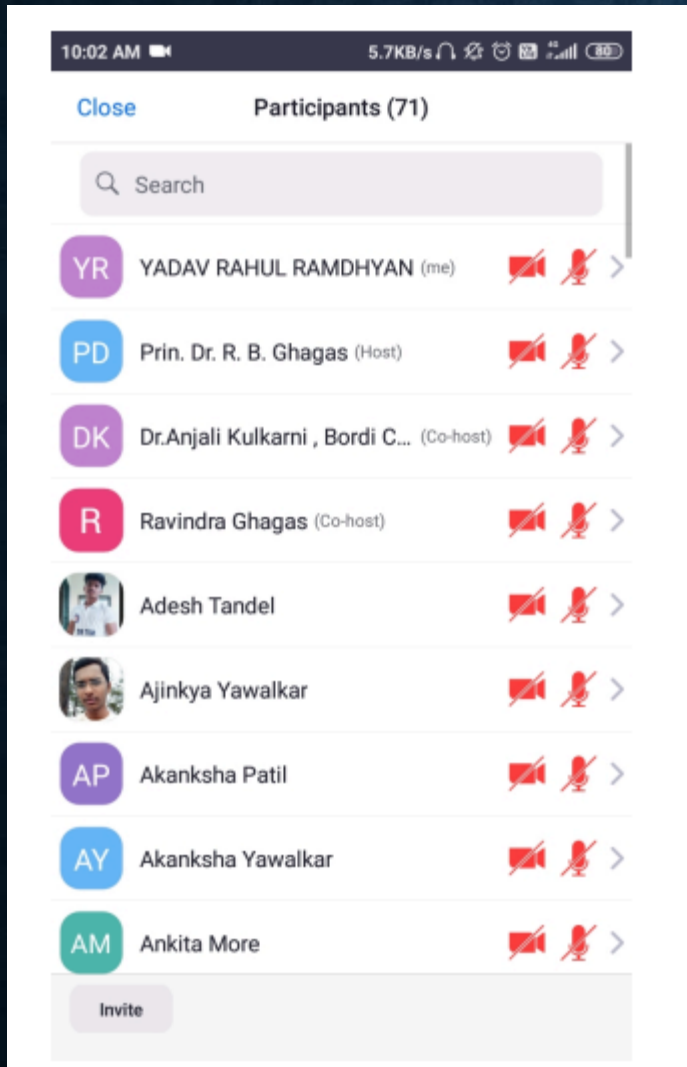 10:02 AM 5.7KB/s 4G 80
Close Participants (71)
Search
YR YADAV RAHUL RAMDHYAN (me)
PD Prin. Dr. R. B. Ghagas (Host)
DK Dr.Anjali Kulkarni , Bordi C... (Co-host)
R Ravindra Ghagas (Co-host)
Adesh Tandel
Ajinkya Yawalkar
AP Akanksha Patil
AY Akanksha Yawalkar
AM Ankita More
Invite